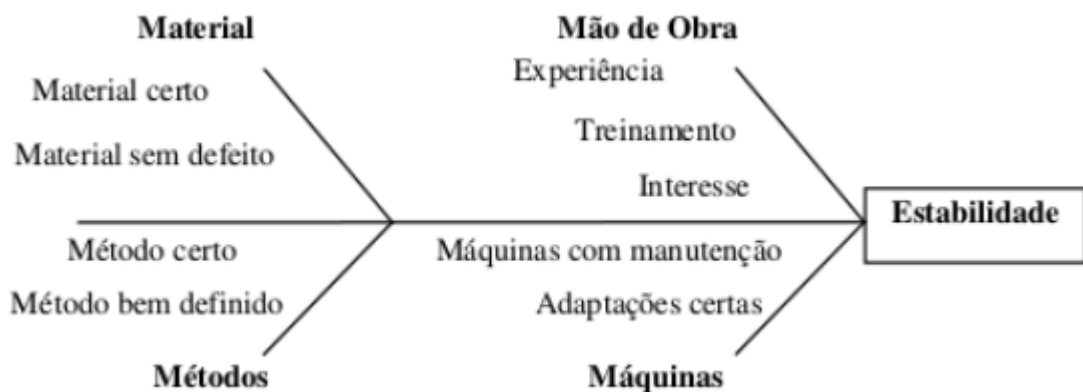 Material
Mão de Obra
Experiência
Material certo
Treinamento
Material sem defeito
Interesse
Estabilidade
Método certo
Máquinas com manutenção
Método bem definido
Adaptações certas
Métodos
Máquinas